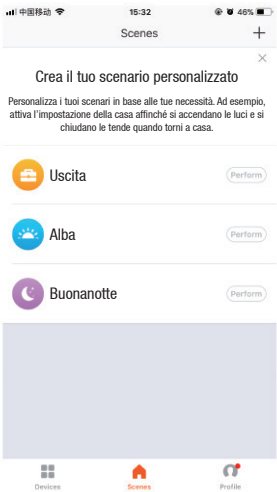 中国移动 15:32 46%
Scenes
Crea il tuo scenario personalizzato
Personalizza i tuoi scenari in base alle tue necessità. Ad esempio,
attiva l'impostazione della casa affinché si accendano le luci e si
chiudano le tende quando torni a casa.
Uscita Perform
Alba Perform
Buonanotte Perform
Devices Scenes Profile